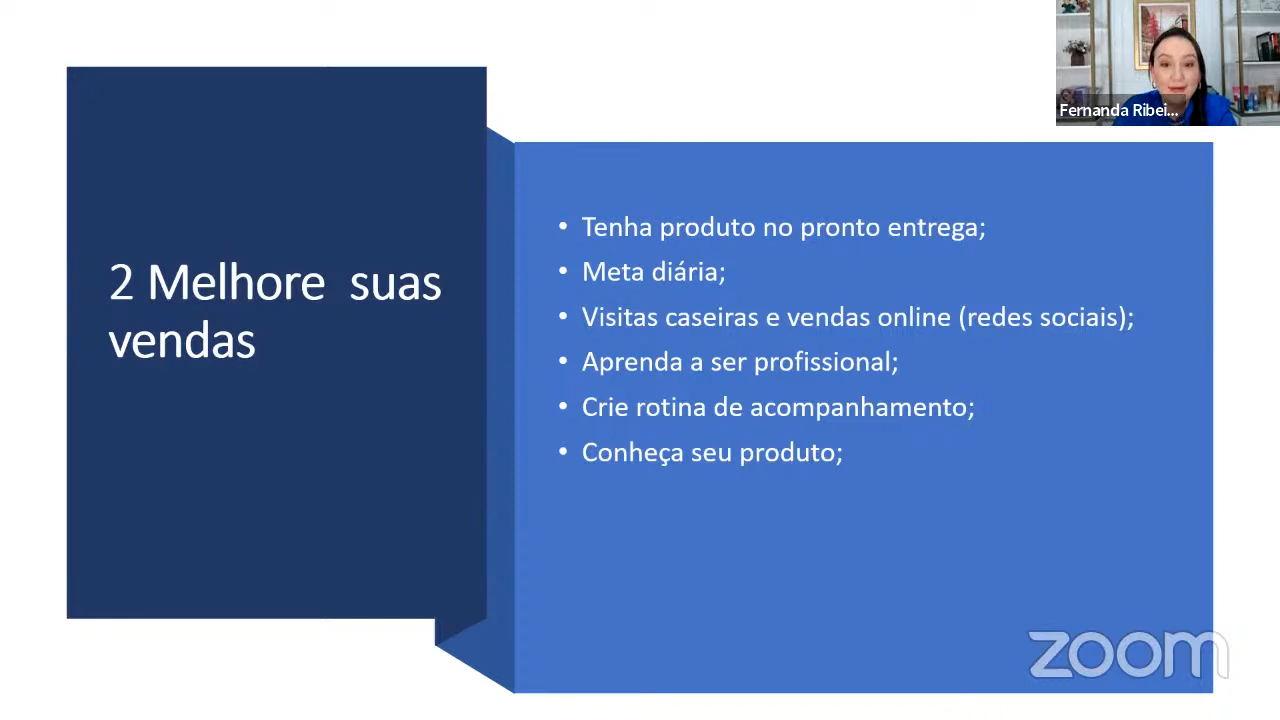 Fernanda Ribei...
2 Melhore suas
vendas
• Tenha produto no pronto entrega;
• Meta diária;
• Visitas caseiras e vendas online (redes sociais);
• Aprenda a ser profissional;
• Crie rotina de acompanhamento;
• Conheça seu produto;
zoom